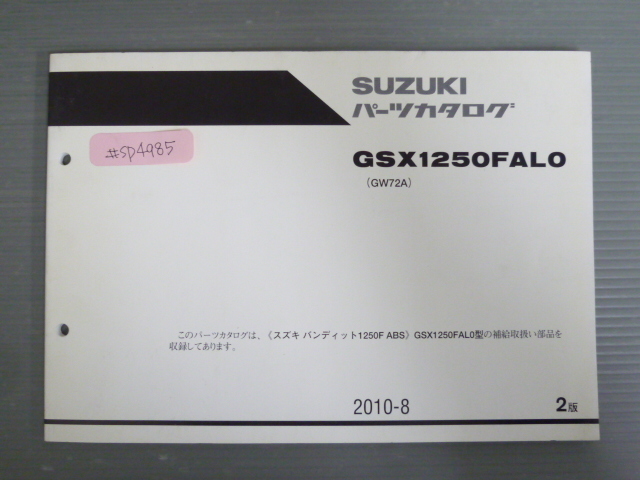 SUZUKI
パーツカタログ
#SP4985
GSX1250FAL0
(GW72A)
このパーツカタログは、〈スズキ バンディット1250F ABS〉GSX1250FAL0型の補給取扱い部品を
収録してあります。
2010-8
2版